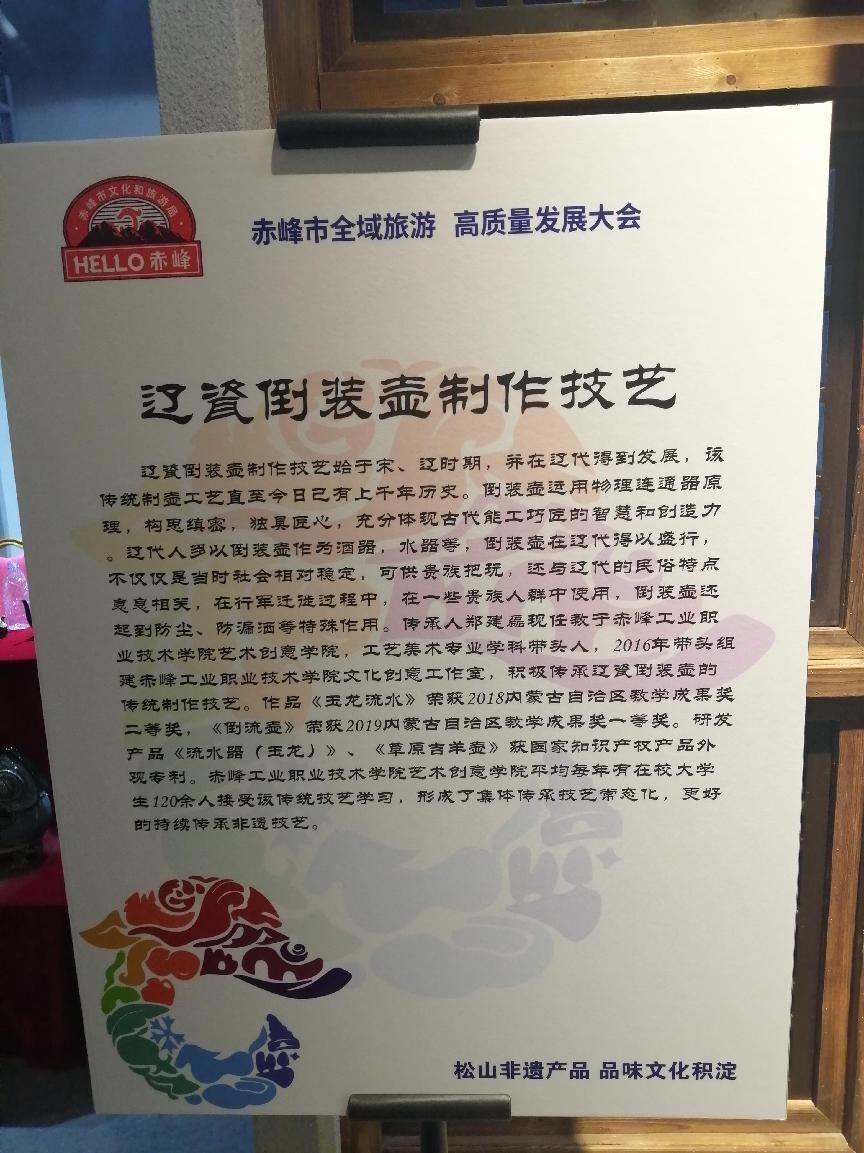 赤峰市文化和旅游局
HELLO 赤峰
赤峰市全域旅游 高质量发展大会
辽瓷倒装壶制作技艺
辽瓷倒装壶制作技艺始于宋、辽时期，并在辽代得到发展，该
传统制壶工艺直至今日已有上千年历史。倒装壶运用物理连通器原
理，构思缜密，独具匠心，充分体现古代能工巧匠的智慧和创造力
。辽代人多以倒装壶作为酒器，水器等，倒装壶在辽代得以盛行，
不仅仅是当时社会相对稳定，可供贵族把玩，还与辽代的民俗特点
息息相关，在行军迁徙过程中，在一些贵族人群中使用，倒装壶还
起到防尘、防漏洒等特殊作用。传承人郑建磊现任教于赤峰工业职
业技术学院艺术创意学院，工艺美术专业学科带头人，2016年带头组
建赤峰工业职业技术学院文化创意工作室，积极传承辽瓷倒装壶的
传统制作技艺。作品《玉龙流水》荣获2018内蒙古自治区教学成果奖
二等奖，《倒流壶》荣获2019内蒙古自治区教学成果奖一等奖。研发
产品《流水器（玉龙）》、《草原吉羊壶》获国家知识产权产品外
观专利。赤峰工业职业技术学院艺术创意学院平均每年有在校大学
生120余人接受该传统技艺学习，形成了集体传承技艺常态化，更好
的持续传承非遗技艺。
松山非遗产品 品味文化积淀